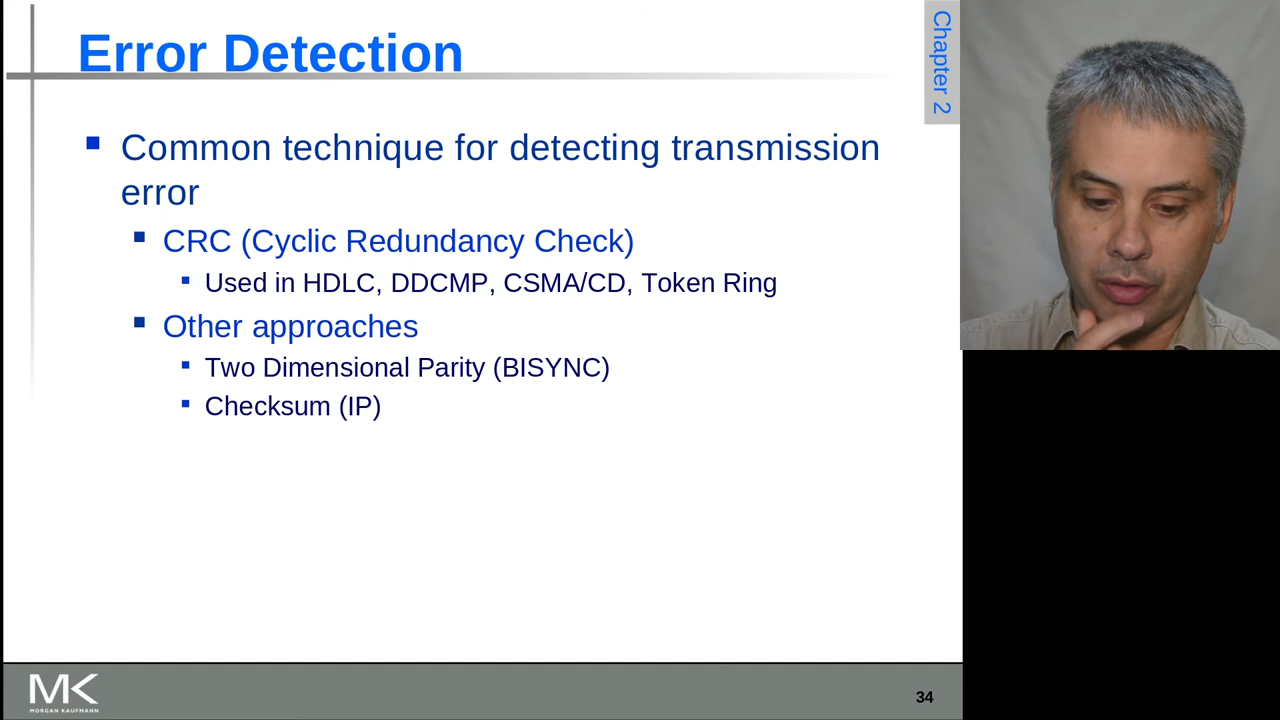 Error Detection
Chapter 2
Common technique for detecting transmission
error
CRC (Cyclic Redundancy Check)
Used in HDLC, DDCMP, CSMA/CD, Token Ring
Other approaches
Two Dimensional Parity (BISYNC)
Checksum (IP)
MK
MORGAN KAUFMANN
34